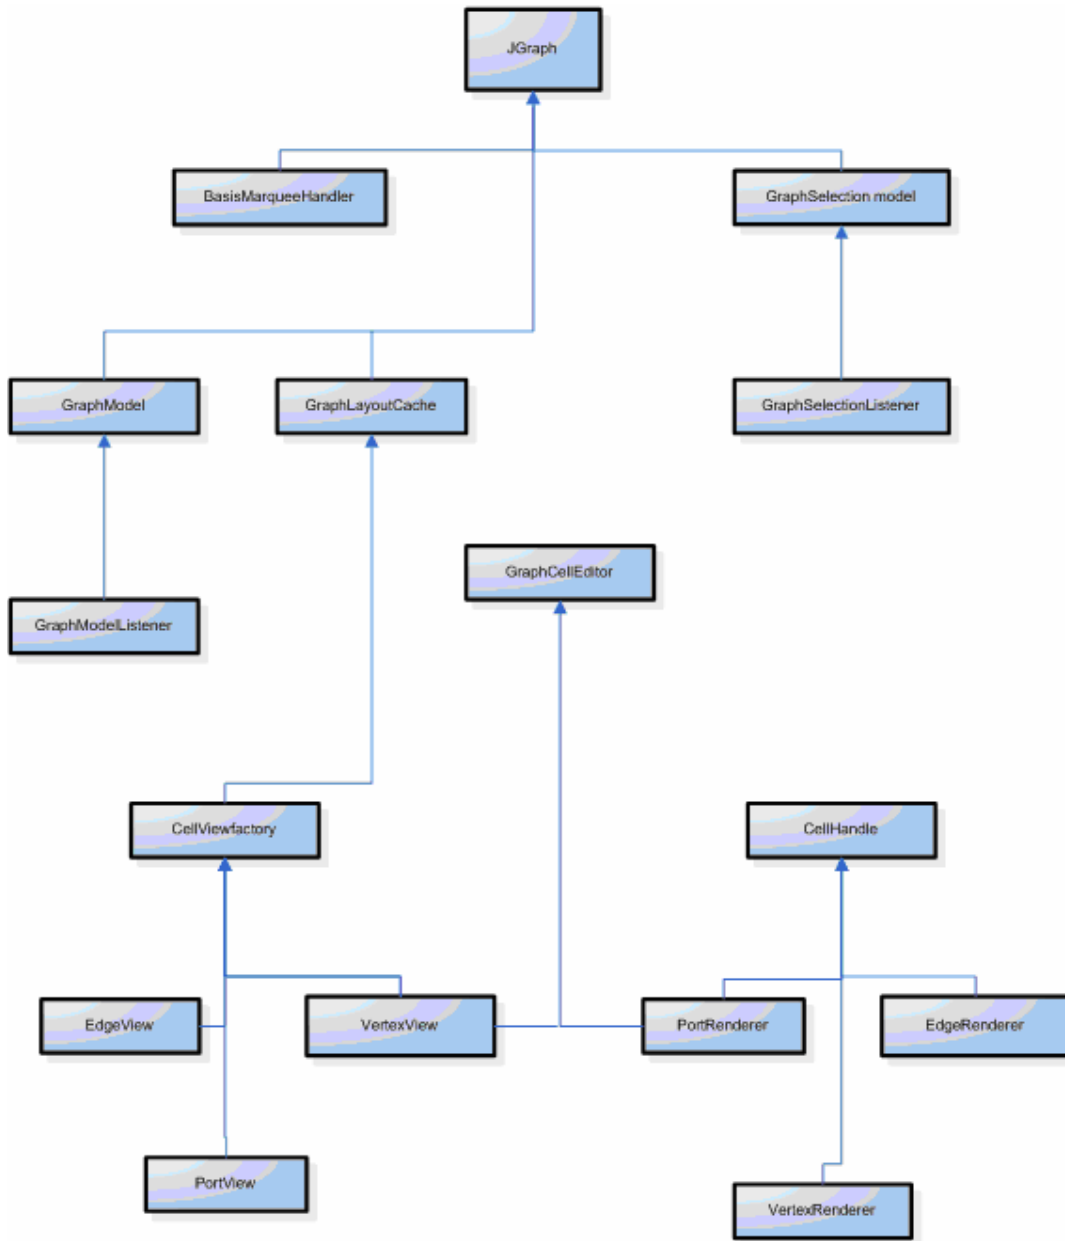 JGraph
BasisMarqueeHandler
GraphSelection model
GraphModel
GraphLayoutCache
GraphSelectionListener
GraphCellEditor
GraphModelListener
CellViewfactory
CellHandle
EdgeView
VertexView
PortRenderer
EdgeRenderer
PortView
VertexRenderer